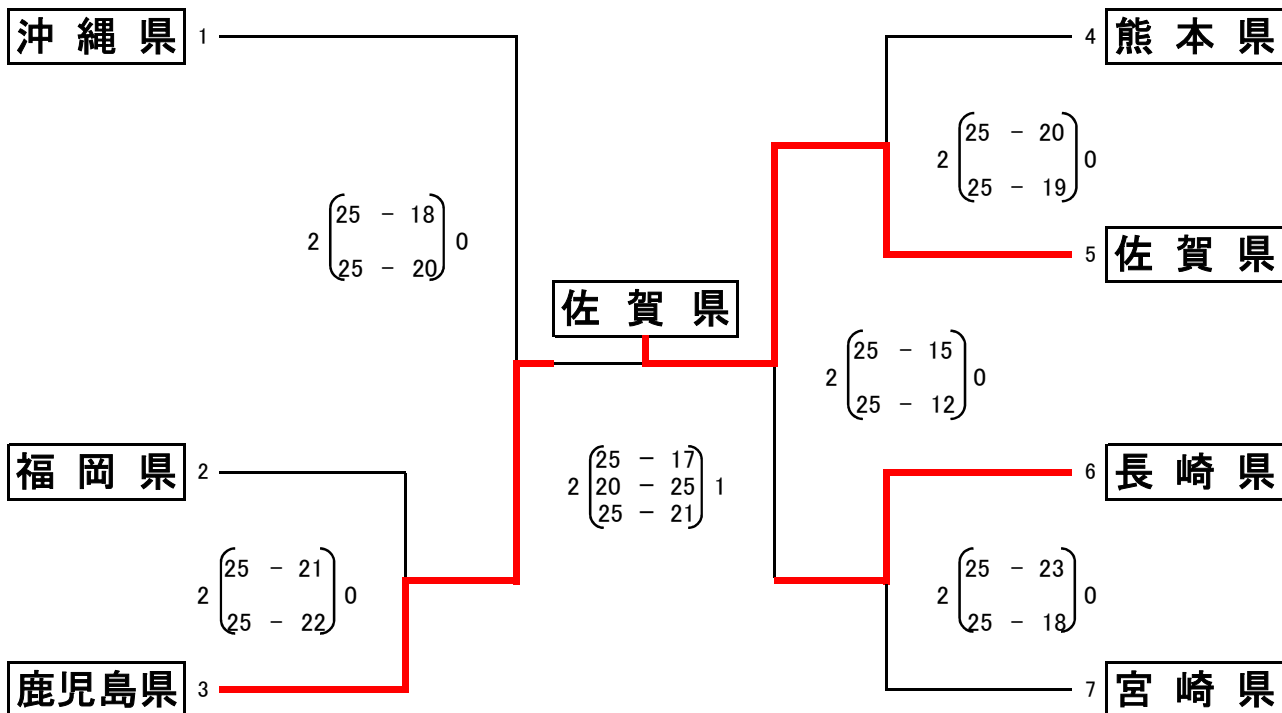 沖縄県 1
4 熊本県
25 - 20
2 0
25 - 19
25 - 18
2 0
25 - 20
5 佐賀県
佐賀県
25 - 15
2 0
25 - 12
福岡県 2
25 - 17
2 20 - 25 1
25 - 21
6 長崎県
25 - 21
2 0
25 - 22
25 - 23
2 0
25 - 18
鹿児島県 3
7 宮崎県